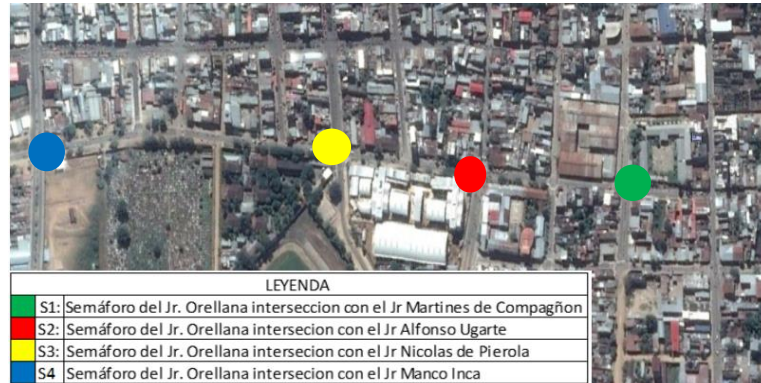 LEYENDA
S1: Semáforo del Jr. Orellana interseccion con el Jr Martines de Compagñon
S2: Semáforo del Jr. Orellana intersecion con el Jr Alfonso Ugarte
S3: Semáforo del Jr. Orellana intersecion con el Jr Nicolas de Pierola
S4 Semáforo del Jr. Orellana intersecion con el Jr Manco Inca